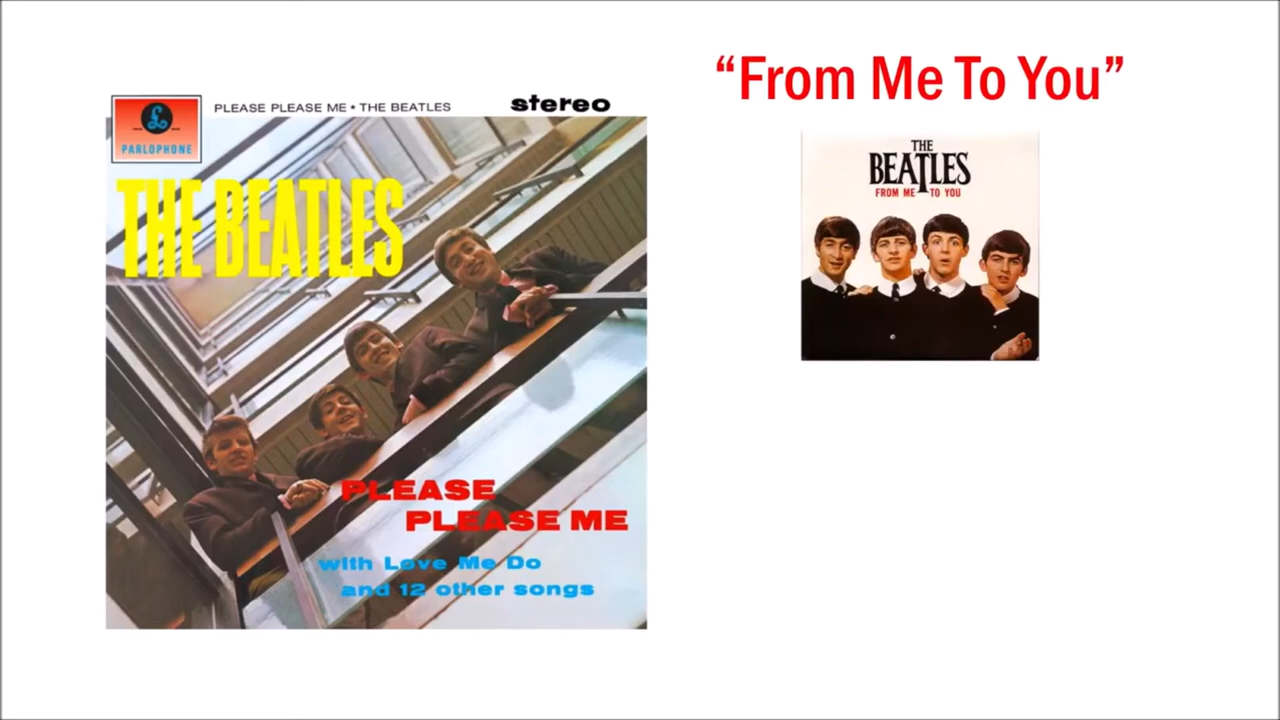 PLEASE PLEASE ME ★ THE BEATLES
stereo
£
PARLOPHONE
THE BEATLES
PLEASE
PLEASE ME
with Love Me Do
and 12 other songs
“From Me To You”
THE
BEATLES
FROM ME TO YOU